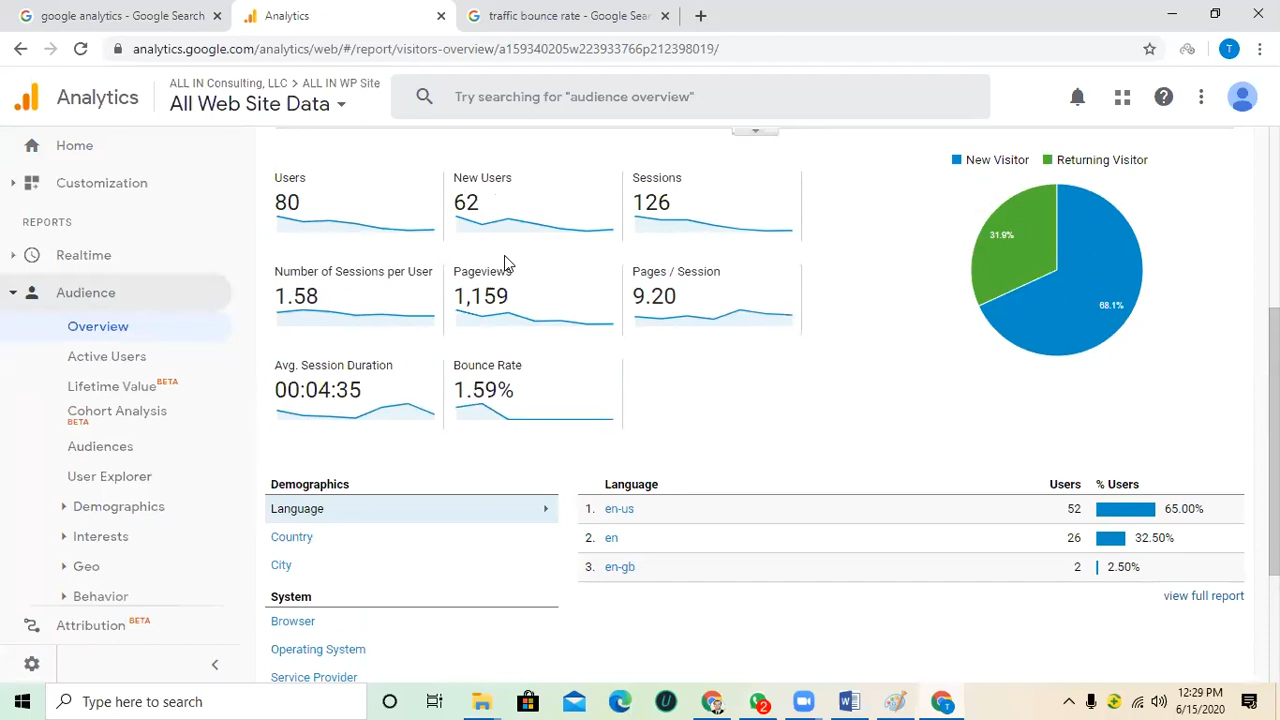 google analytics - Google Search
Analytics
traffic bounce rate - Google Sea
analytics.google.com/analytics/web/#/report/visitors-overview/a159340205w223933766p212398019/
T
Analytics
ALL IN Consulting, LLC > ALL IN WP Site
All Web Site Data
Try searching for "audience overview"
Home
Customization
REPORTS
Realtime
Audience
Overview
Active Users
Lifetime Value BETA
Cohort Analysis
BETA
Audiences
User Explorer
Demographics
Interests
Geo
Behavior
Attribution BETA
New Visitor
Returning Visitor
Users
New Users
Sessions
80
62
126
31.9%
68.1%
Number of Sessions per User
Pageviews
Pages / Session
1.58
1,159
9.20
Avg. Session Duration
Bounce Rate
00:04:35
1.59%
Demographics
Language
Country
City
System
Browser
Operating System
Service Provider
Language Users % Users
1. en-us 52 65.00%
2. en 26 32.50%
3. en-gb 2 2.50%
view full report
Type here to search
2
T
12:29 PM
6/15/2020